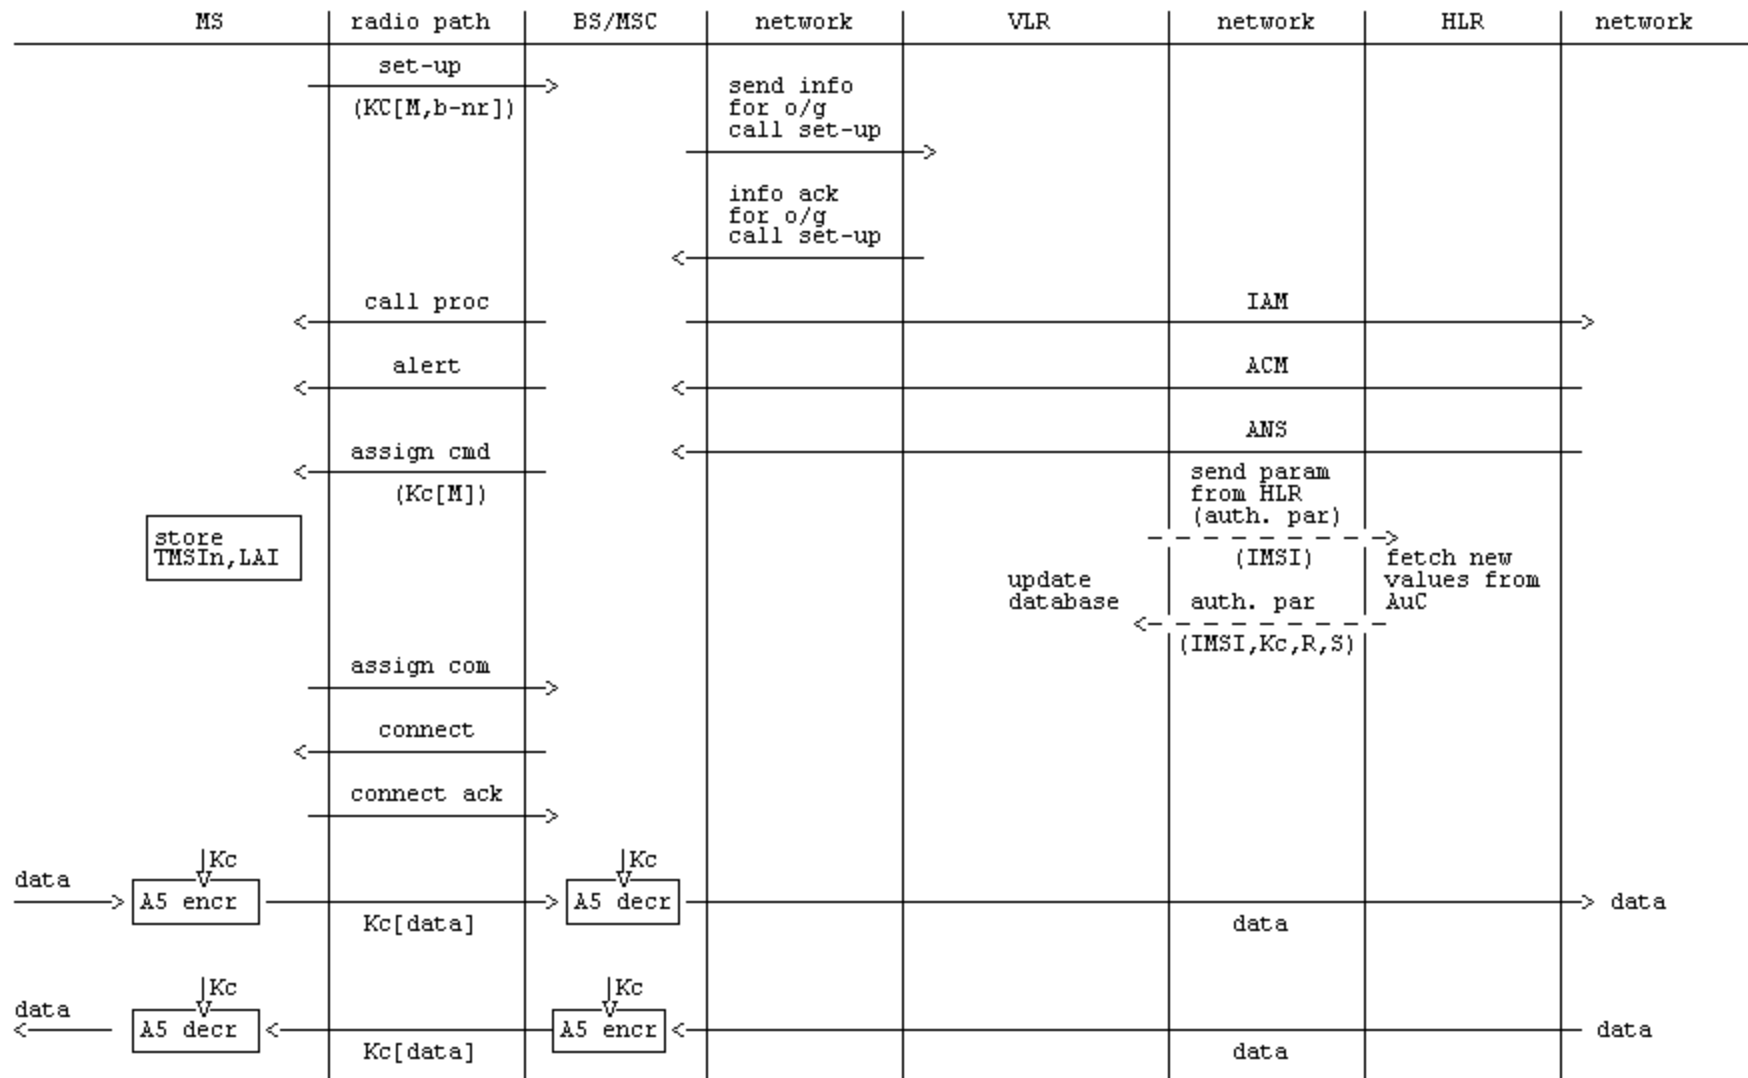 MS radio path BS/MSC network VLR network HLR network
set-up
(KC[M,b-nr])
send info
for o/g
call set-up
info ack
for o/g
call set-up
call proc IAM
alert ACM
ANS
assign cmd
(Kc[M])
send param
from HLR
(auth. par)
(IMSI)
store
TMSIn,LAI
fetch new
values from
AuC
update
database
auth. par
(IMSI,Kc,R,S)
assign com
connect
connect ack
Kc Kc
data A5 encr A5 decr data
Kc[data] data
Kc Kc
data A5 decr A5 encr data
Kc[data] data